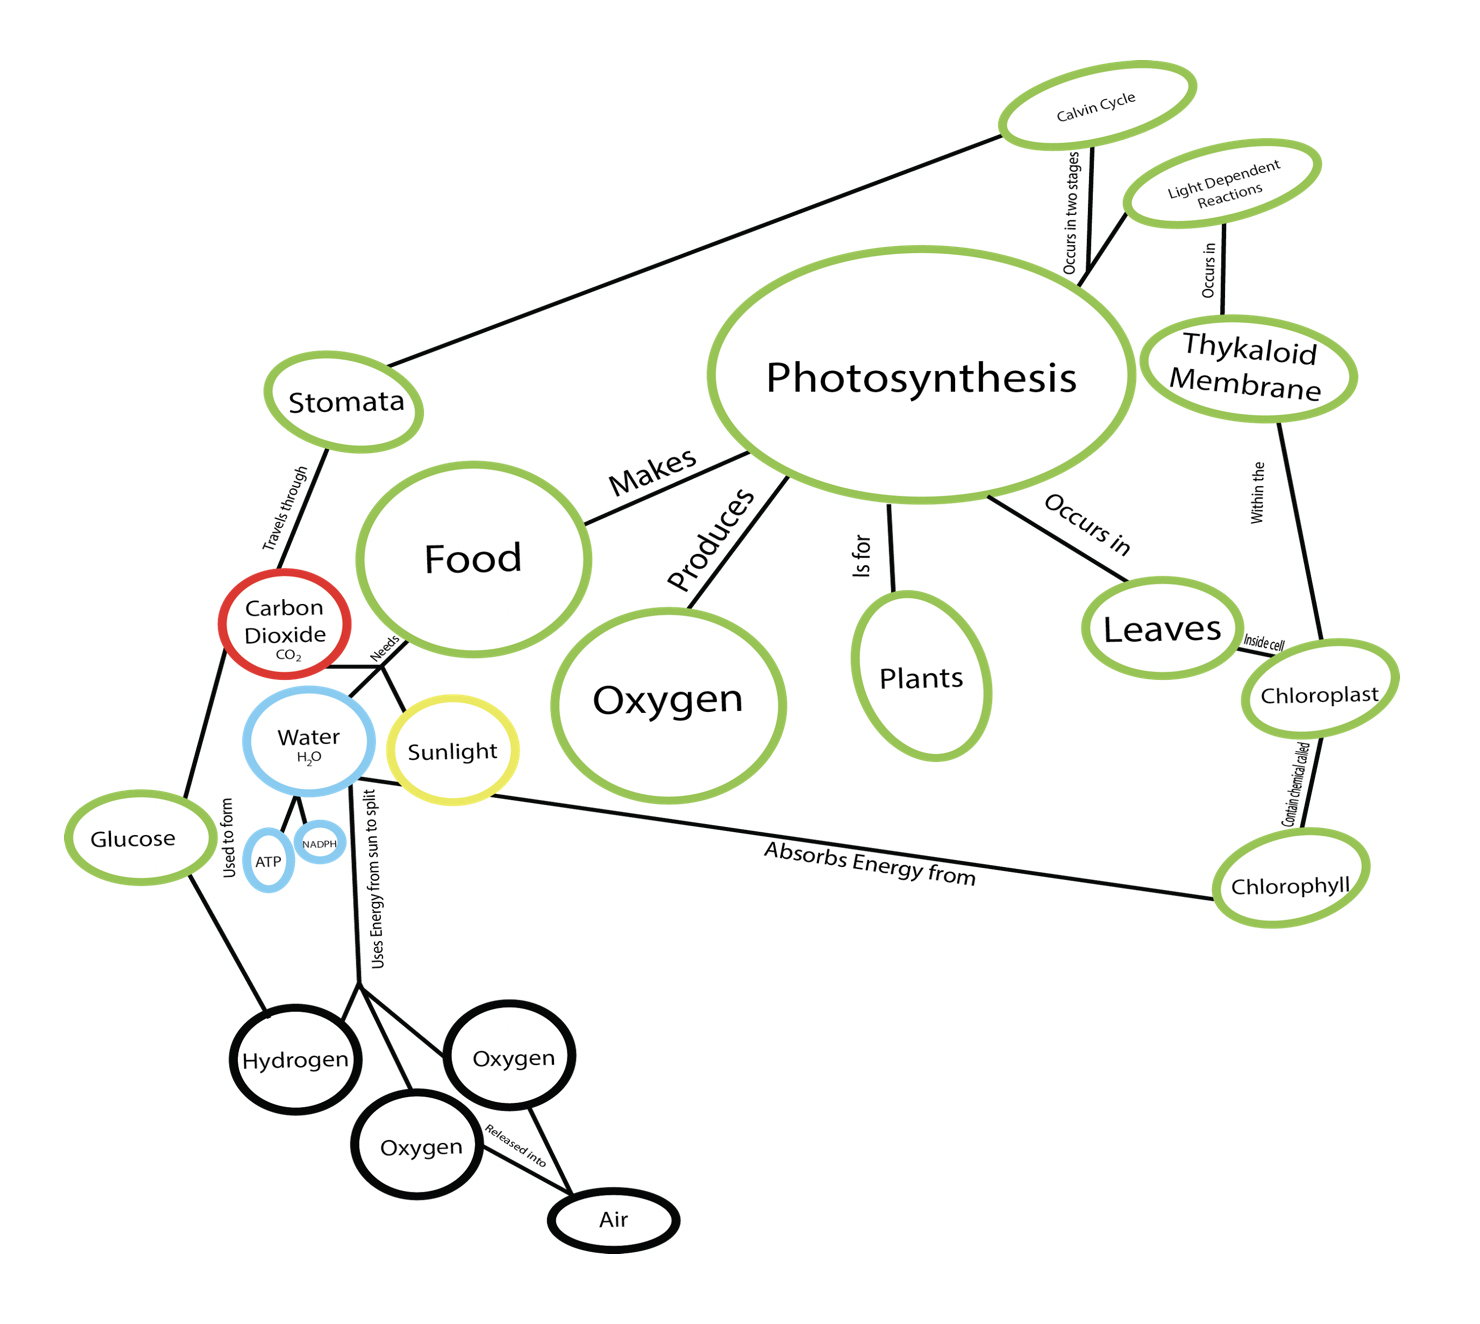 Calvin Cycle
Occurs in two stages
Light Dependent
Reactions
Occurs in
Photosynthesis
Thykaloid
Membrane
Stomata
Makes
Within the
Travels through
Food
Produces
Is for
Occurs in
Carbon
Dioxide
CO₂
Needs
Leaves
Inside cell
Oxygen
Plants
Chloroplast
Water
H₂O
Sunlight
Contain chemical called
Glucose
Used to form
ATP
NADPH
Uses Energy from sun to split
Absorbs Energy from
Chlorophyll
Hydrogen
Oxygen
Oxygen
Released into
Air